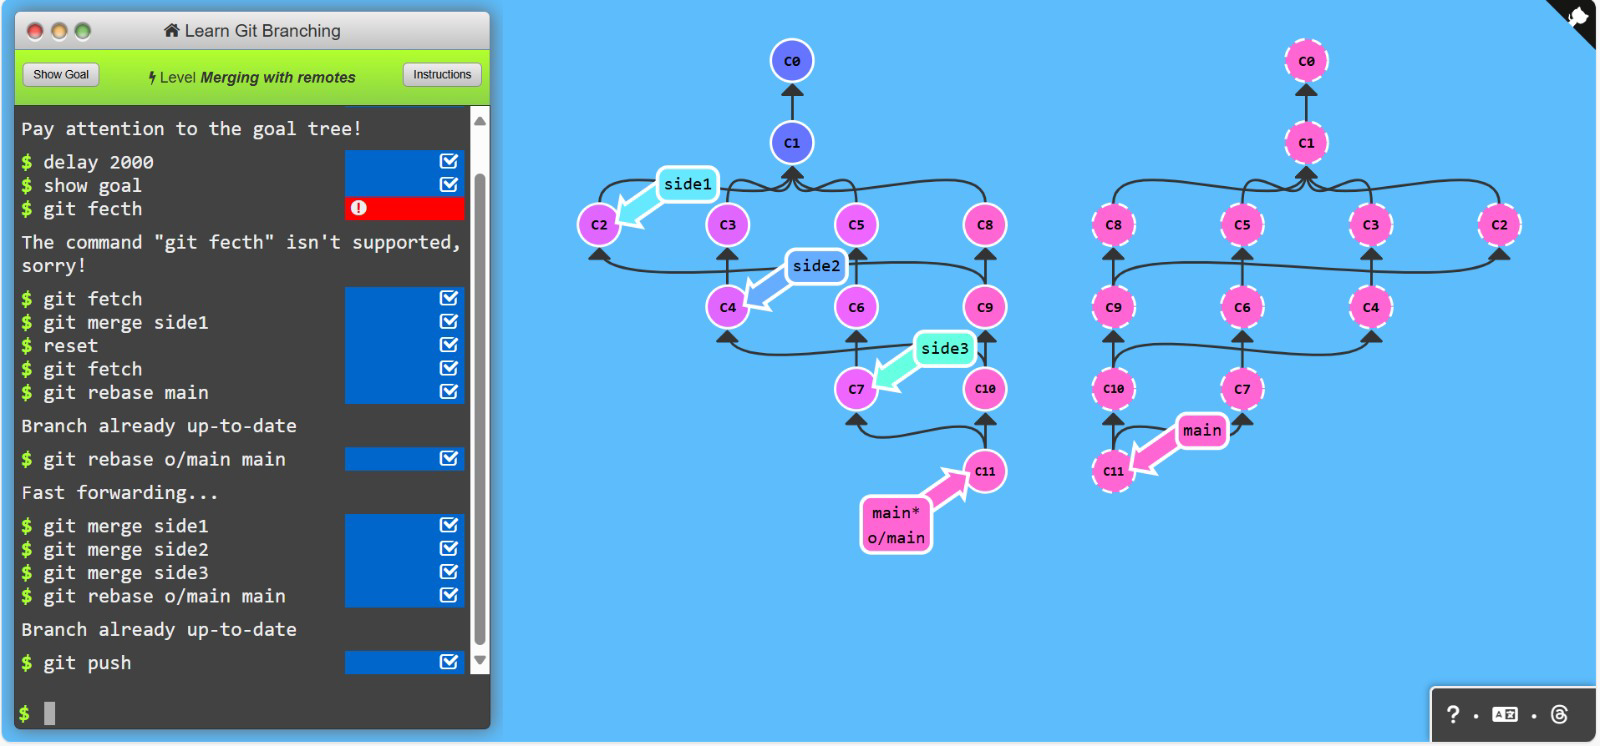 Learn Git Branching
Show Goal
Level Merging with remotes
Instructions
Pay attention to the goal tree!
$ delay 2000
$ show goal
$ git fecth
The command "git fecth" isn't supported,
sorry!
$ git fetch
$ git merge side1
$ reset
$ git fetch
$ git rebase main
Branch already up-to-date
$ git rebase o/main main
Fast forwarding...
$ git merge side1
$ git merge side2
$ git merge side3
$ git rebase o/main main
Branch already up-to-date
$ git push
$
C0
C1
side1
C2
C3
C5
C8
side2
C4
C6
C9
side3
C7
C10
C11
main*
o/main
C0
C1
C8
C5
C3
C2
C9
C6
C4
C10
C7
main
C11
?